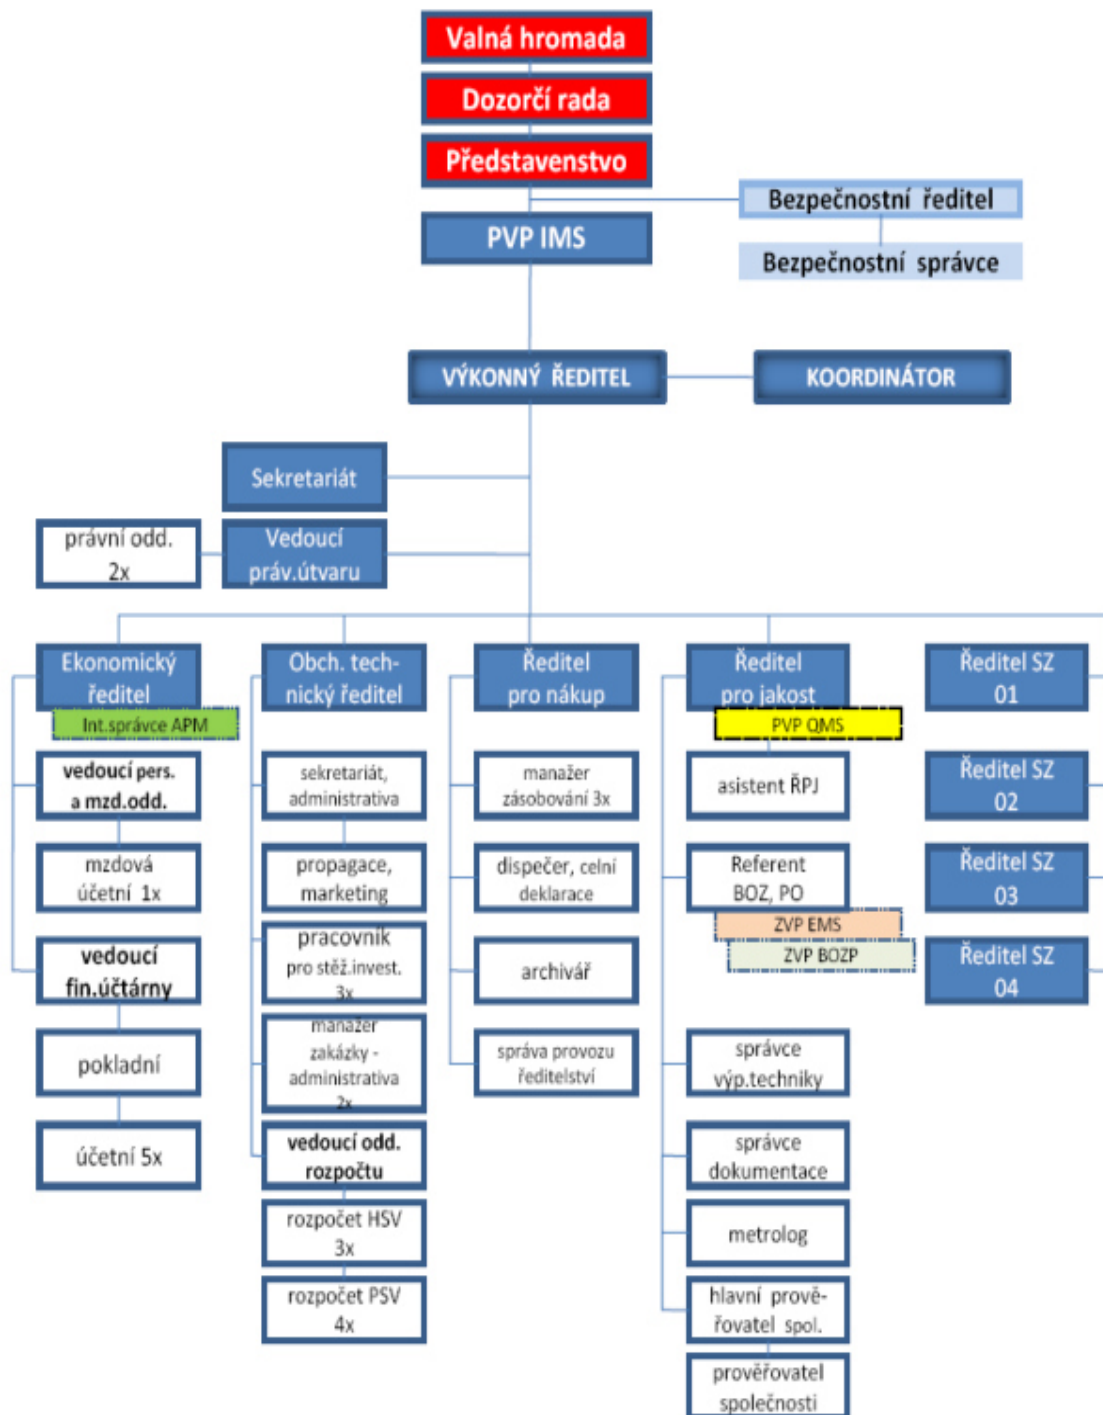 Valná hromada
Dozorčí rada
Představenstvo
Bezpečnostní ředitel
PVP IMS
Bezpečnostní správce
VÝKONNÝ ŘEDITEL
KOORDINÁTOR
Sekretariát
právní odd.
2x
Vedoucí
práv.útvaru
Ekonomický
ředitel
Int.správce APM
vedoucí pers.
a mzd.odd.
mzdová
účetní 1x
vedoucí
fin.účtárny
pokladní
účetní 5x
Obch. tech-
nický ředitel
sekretariát,
administrativa
propagace,
marketing
pracovník
pro stěž.invest.
3x
manažer
zakázky -
administrativa
2x
vedoucí odd.
rozpočtu
rozpočet HSV
3x
rozpočet PSV
4x
Ředitel
pro nákup
manažer
zásobování 3x
dispečer, celní
deklarace
archivář
správa provozu
ředitelství
Ředitel
pro jakost
PVP QMS
asistent ŘPJ
Referent
BOZ, PO
ZVP EMS
ZVP BOZP
správce
výp.techniky
správce
dokumentace
metrolog
hlavní prově-
řovatel spol.
prověřovatel
společnosti
Ředitel SZ
01
Ředitel SZ
02
Ředitel SZ
03
Ředitel SZ
04